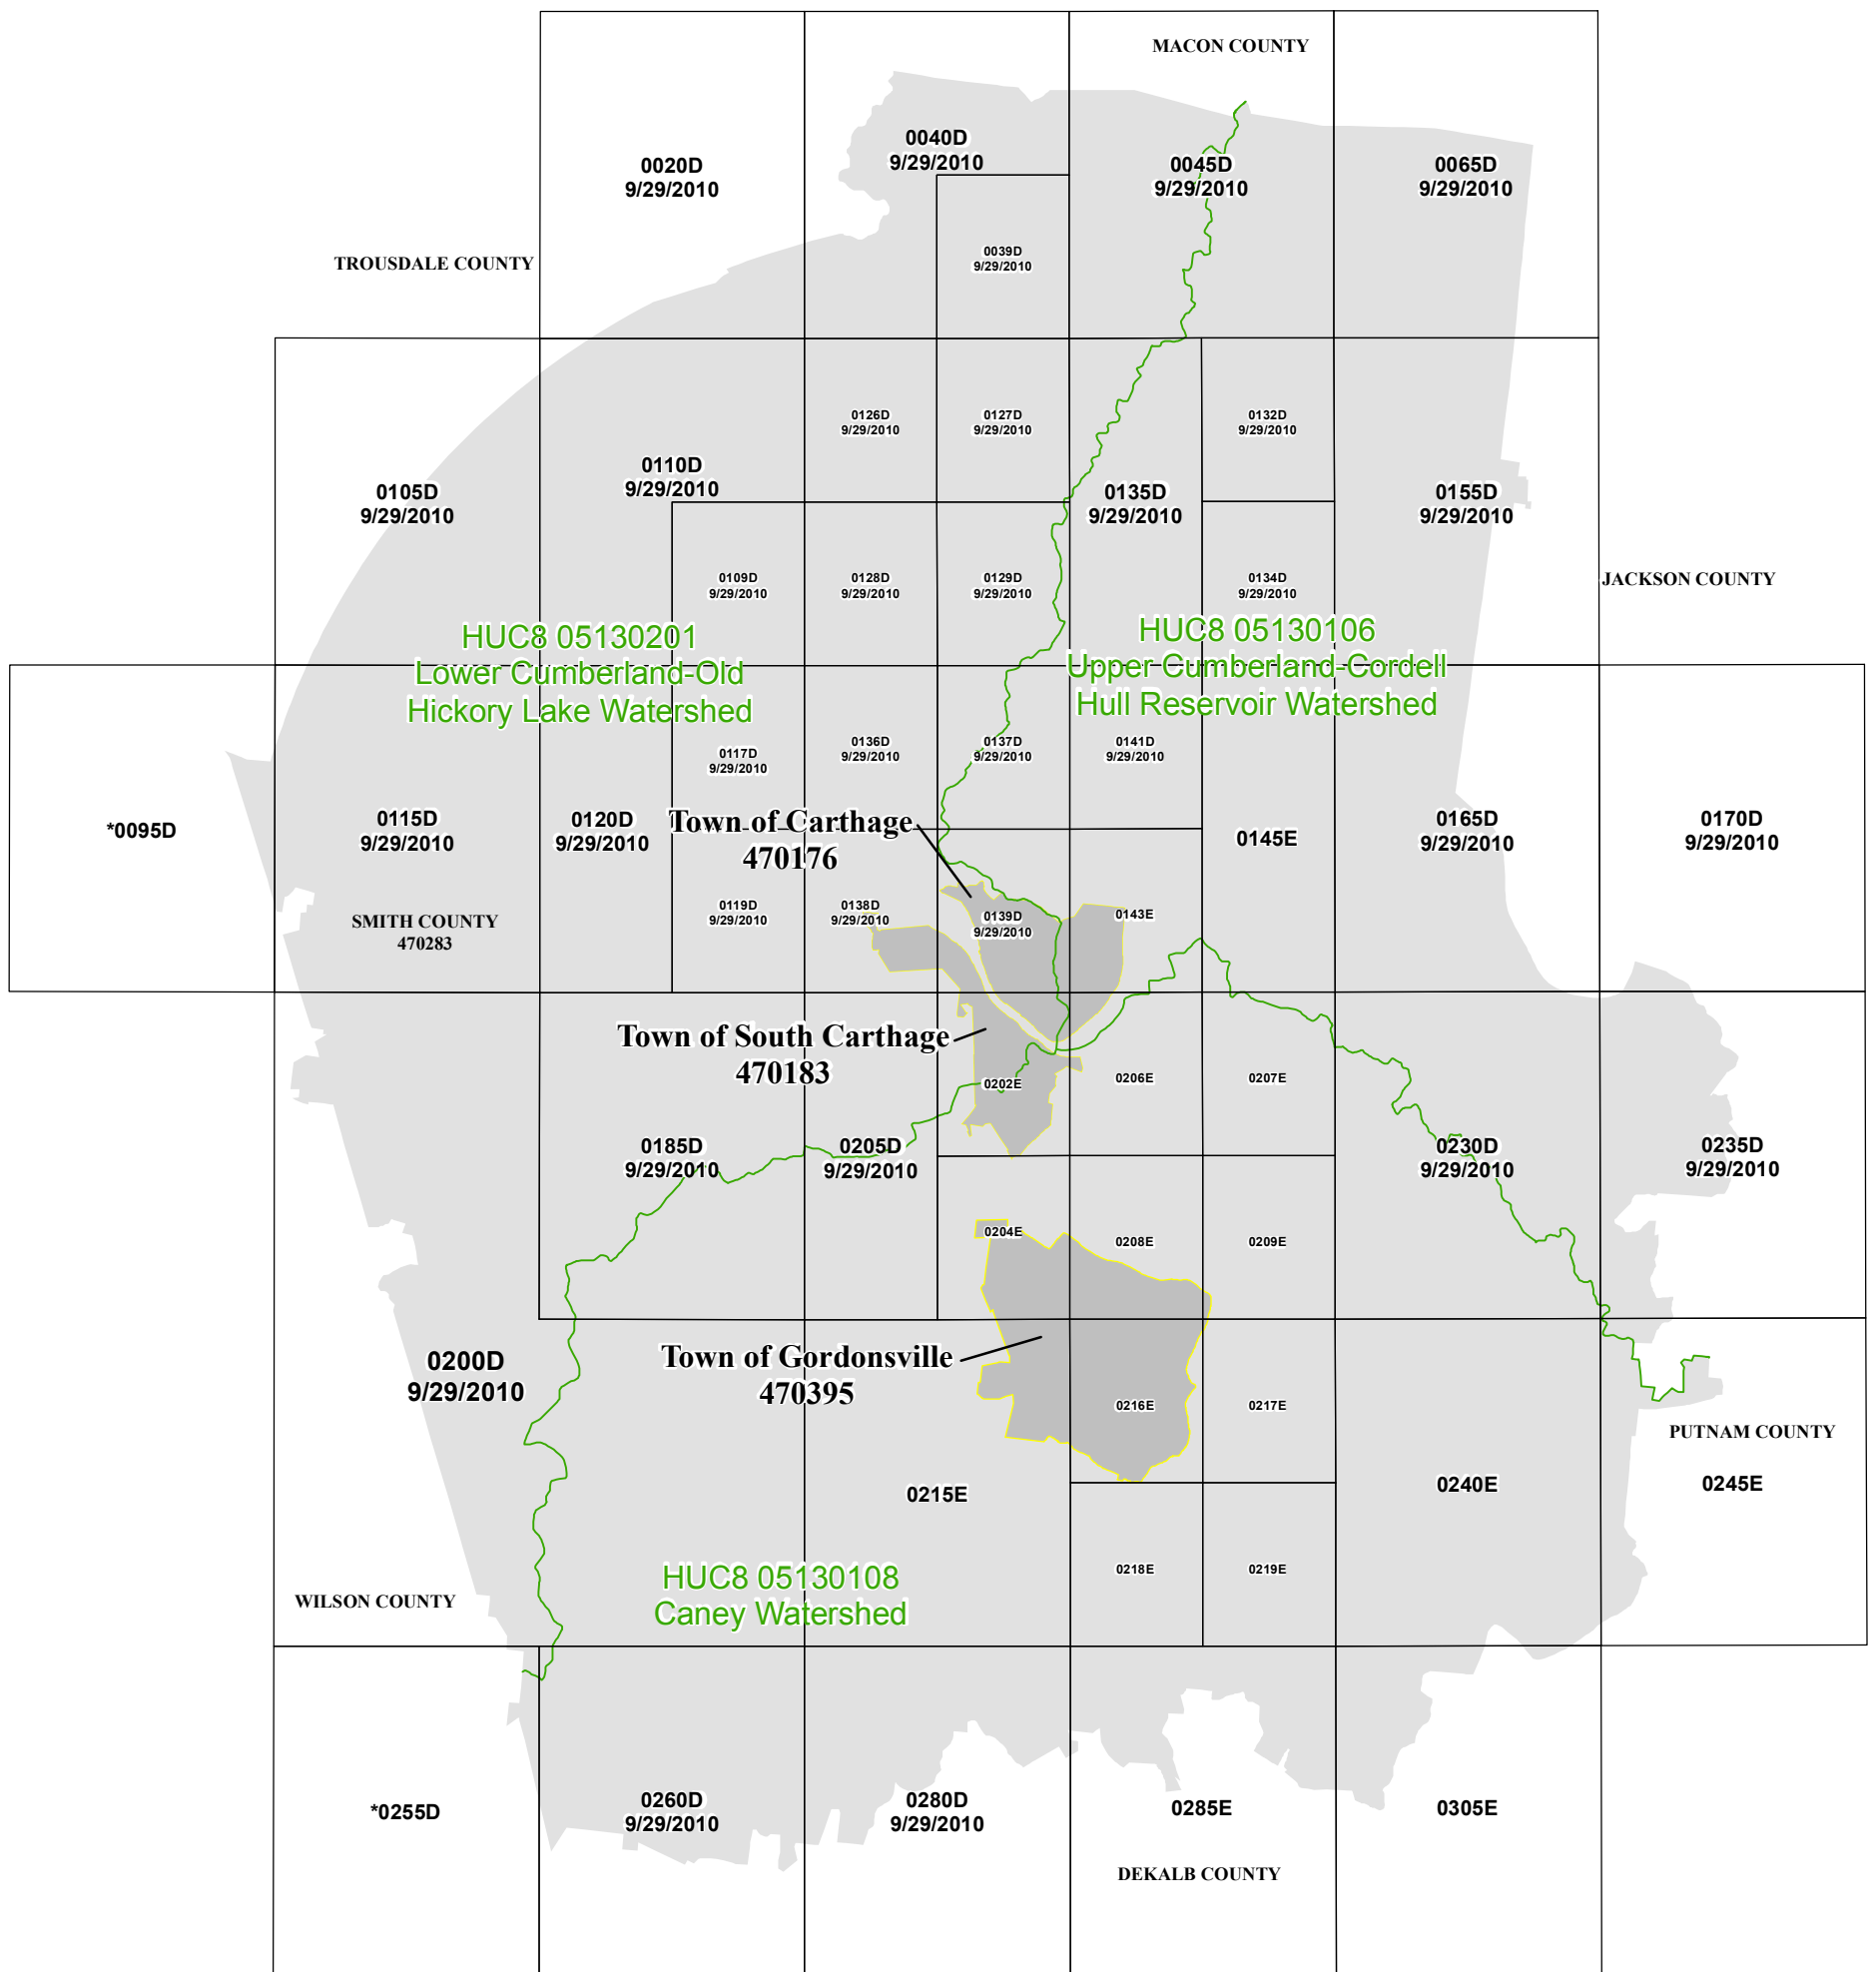 MACON COUNTY
0040D
9/29/2010
0020D
9/29/2010
0045D
9/29/2010
0065D
9/29/2010
0039D
9/29/2010
TROUSDALE COUNTY
0126D
9/29/2010
0127D
9/29/2010
0132D
9/29/2010
0110D
9/29/2010
0105D
9/29/2010
0135D
9/29/2010
0155D
9/29/2010
0109D
9/29/2010
0128D
9/29/2010
0129D
9/29/2010
0134D
9/29/2010
JACKSON COUNTY
HUC8 05130201
Lower Cumberland-Old
Hickory Lake Watershed
HUC8 05130106
Upper Cumberland-Cordell
Hull Reservoir Watershed
0117D
9/29/2010
0136D
9/29/2010
0137D
9/29/2010
0141D
9/29/2010
*0095D
0115D
9/29/2010
0120D
9/29/2010
Town of Carthage
470176
0145E
0165D
9/29/2010
0170D
9/29/2010
SMITH COUNTY
470283
0119D
9/29/2010
0138D
9/29/2010
0139D
9/29/2010
0143E
Town of South Carthage
470183
0202E
0206E
0207E
0185D
9/29/2010
0205D
9/29/2010
0230D
9/29/2010
0235D
9/29/2010
0204E
0208E
0209E
0200D
9/29/2010
Town of Gordonsville
470395
0216E
0217E
PUTNAM COUNTY
0215E
0240E
0245E
HUC8 05130108
Caney Watershed
0218E
0219E
WILSON COUNTY
*0255D
0260D
9/29/2010
0280D
9/29/2010
0285E
0305E
DEKALB COUNTY